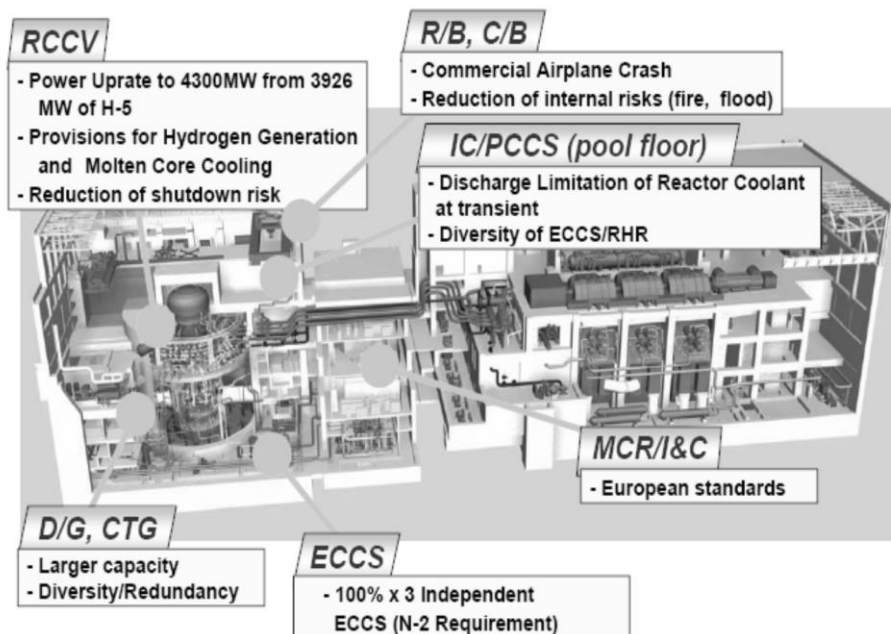 RCCV
- Power Uprate to 4300MW from 3926
MW of H-5
- Provisions for Hydrogen Generation
and Molten Core Cooling
- Reduction of shutdown risk
R/B, C/B
- Commercial Airplane Crash
- Reduction of internal risks (fire, flood)
IC/PCCS (pool floor)
- Discharge Limitation of Reactor Coolant
at transient
- Diversity of ECCS/RHR
MCR/I&C
- European standards
D/G, CTG
- Larger capacity
- Diversity/Redundancy
ECCS
- 100% x 3 Independent
ECCS (N-2 Requirement)